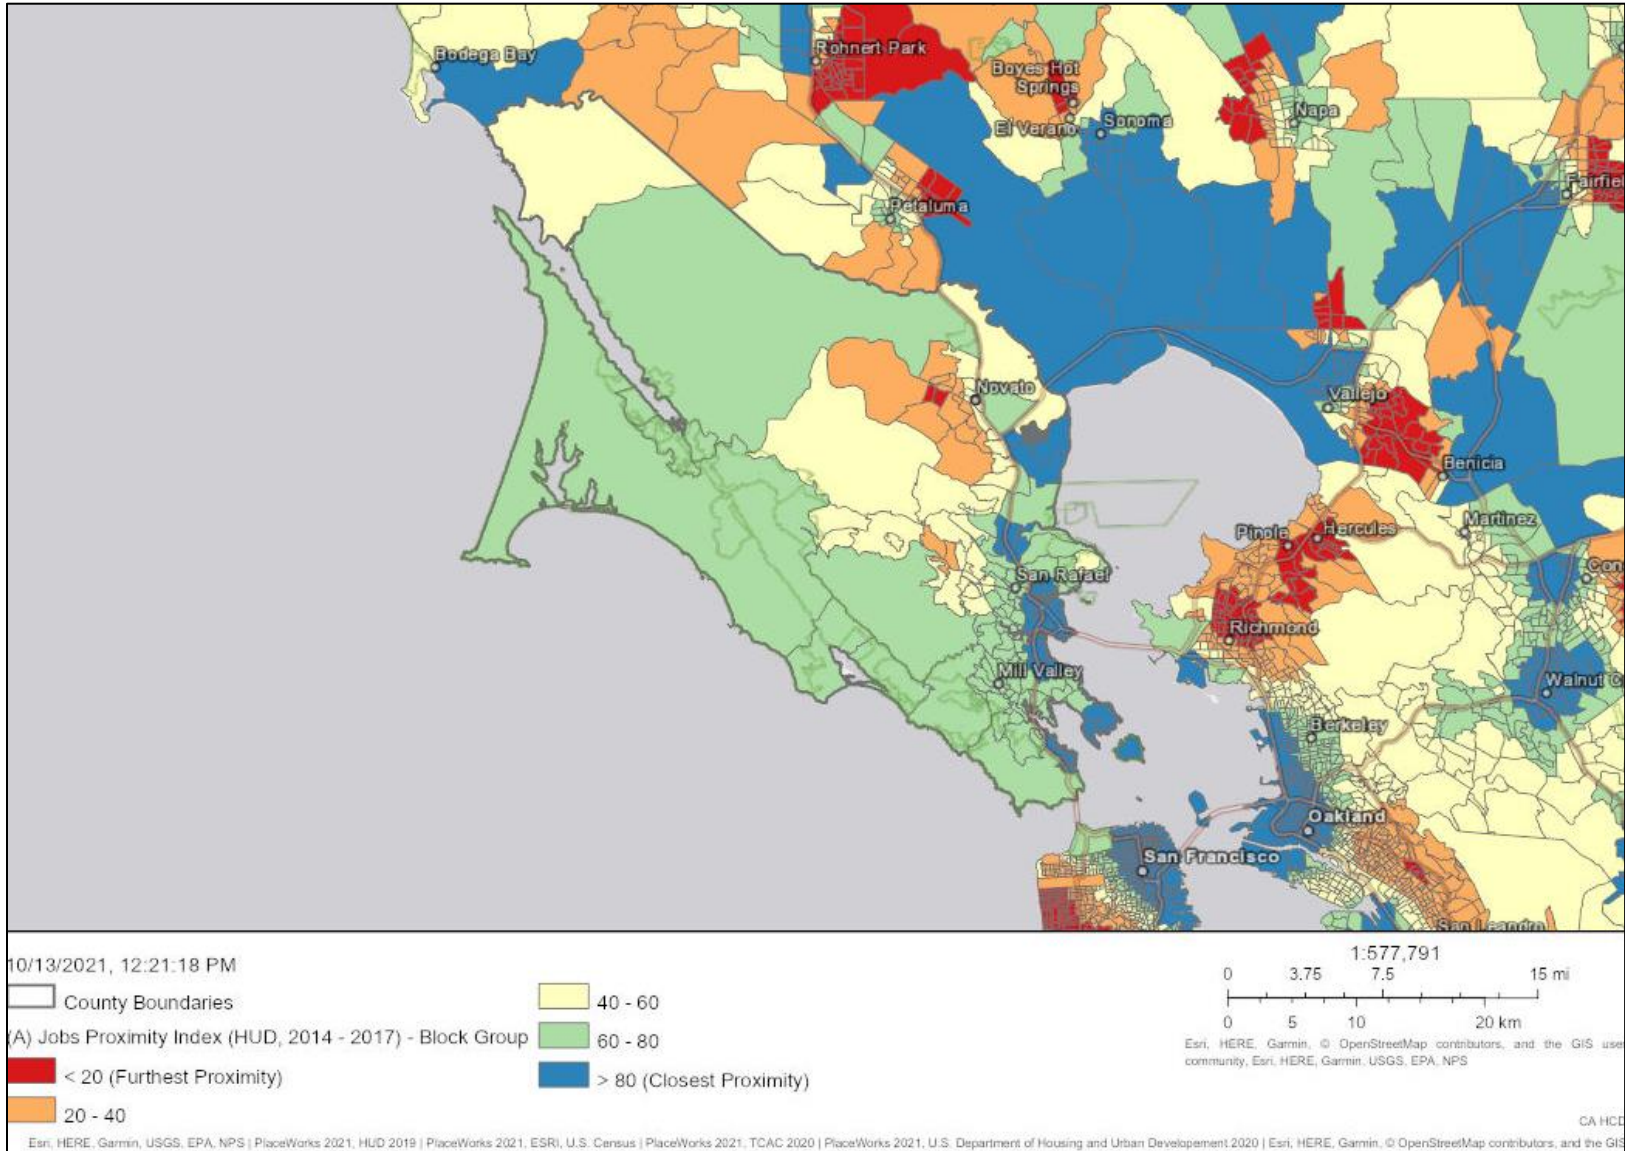 Bodega Bay
Rohnert Park
Boyes Hot
Springs
El Verano
Sonoma
Napa
Fairfiel
Petaluma
Novato
Vallejo
Benicia
Pinole
Hercules
Martinez
San Rafael
Con
Richmond
Mill Valley
Walnut C
Berkeley
Oakland
San Francisco
San Leandro
10/13/2021, 12:21:18 PM
County Boundaries
(A) Jobs Proximity Index (HUD, 2014 - 2017) - Block Group
< 20 (Furthest Proximity)
20 - 40
40 - 60
60 - 80
> 80 (Closest Proximity)
1:577,791
0 3.75 7.5 15 mi
0 5 10 20 km
Esri, HERE, Garmin, © OpenStreetMap contributors, and the GIS user
community, Esri, HERE, Garmin, USGS, EPA, NPS
CA HCD
Esri, HERE, Garmin, USGS, EPA, NPS | PlaceWorks 2021, HUD 2019 | PlaceWorks 2021, ESRI, U.S. Census | PlaceWorks 2021, TCAC 2020 | PlaceWorks 2021, U.S. Department of Housing and Urban Developement 2020 | Esri, HERE, Garmin, © OpenStreetMap contributors, and the GIS